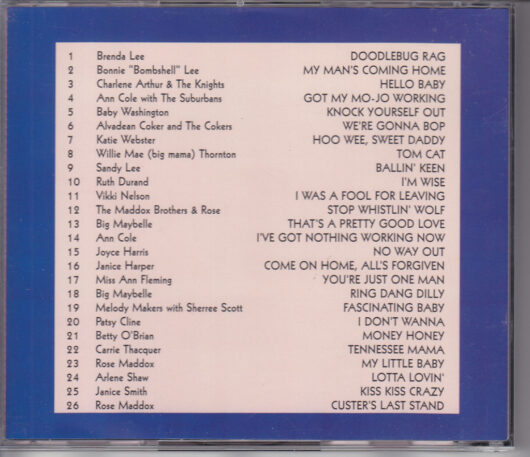 1 Brenda Lee DOODLEBUG RAG
2 Bonnie "Bombshell" Lee MY MAN'S COMING HOME
3 Charlene Arthur & The Knights HELLO BABY
4 Ann Cole with The Suburbans GOT MY MO-JO WORKING
5 Baby Washington KNOCK YOURSELF OUT
6 Alvadean Coker and The Cokers WE'RE GONNA BOP
7 Katie Webster HOO WEE, SWEET DADDY
8 Willie Mae (big mama) Thornton TOM CAT
9 Sandy Lee BALLIN' KEEN
10 Ruth Durand I'M WISE
11 Vikki Nelson I WAS A FOOL FOR LEAVING
12 The Maddox Brothers & Rose STOP WHISTLIN' WOLF
13 Big Maybelle THAT'S A PRETTY GOOD LOVE
14 Ann Cole I'VE GOT NOTHING WORKING NOW
15 Joyce Harris NO WAY OUT
16 Janice Harper COME ON HOME, ALL'S FORGIVEN
17 Miss Ann Fleming YOU'RE JUST ONE MAN
18 Big Maybelle RING DANG DILLY
19 Melody Makers with Sherree Scott FASCINATING BABY
20 Patsy Cline I DON'T WANNA
21 Betty O'Brian MONEY HONEY
22 Carrie Thacquer TENNESSEE MAMA
23 Rose Maddox MY LITTLE BABY
24 Arlene Shaw LOTTA LOVIN'
25 Janice Smith KISS KISS CRAZY
26 Rose Maddox CUSTER'S LAST STAND